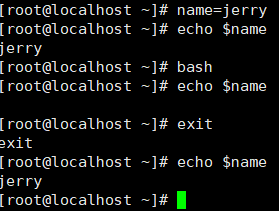 [root@localhost ~]# name=jerry
[root@localhost ~]# echo $name
jerry
[root@localhost ~]# bash
[root@localhost ~]# echo $name

[root@localhost ~]# exit
exit
[root@localhost ~]# echo $name
jerry
[root@localhost ~]#